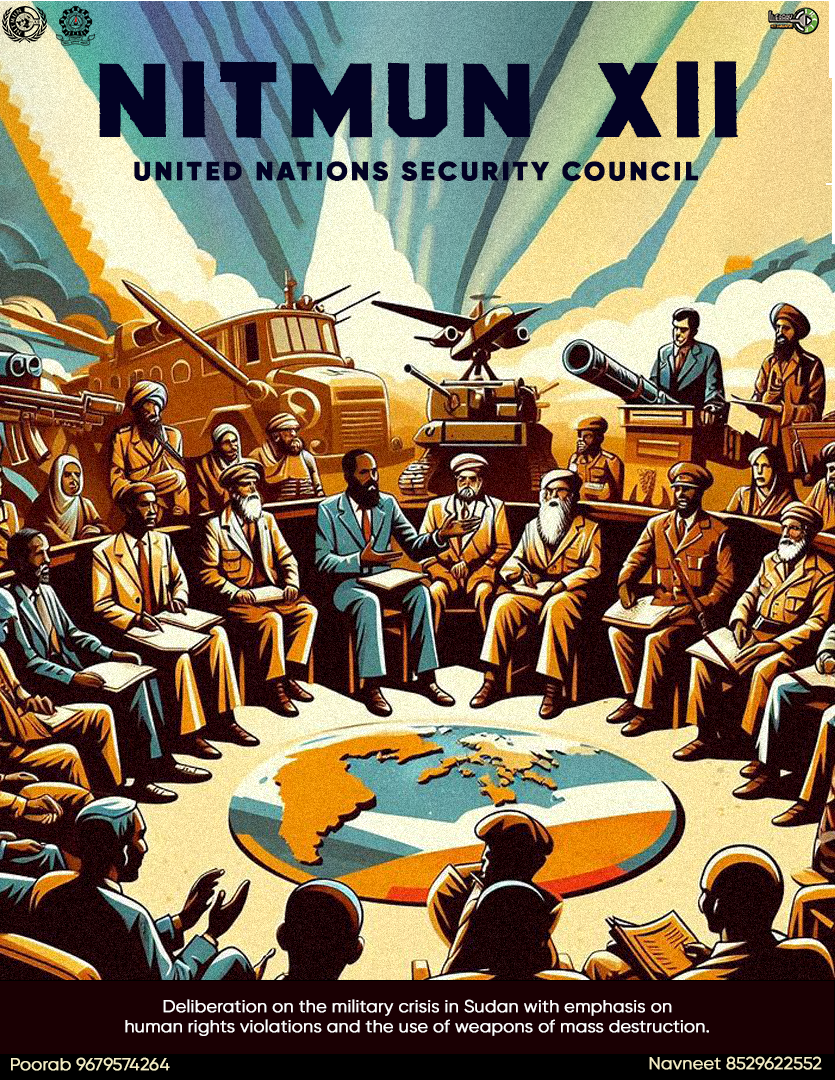 NITMUN XII
UNITED NATIONS SECURITY COUNCIL
Deliberation on the military crisis in Sudan with emphasis on
human rights violations and the use of weapons of mass destruction.
Poorab 9679574264
Navneet 8529622552